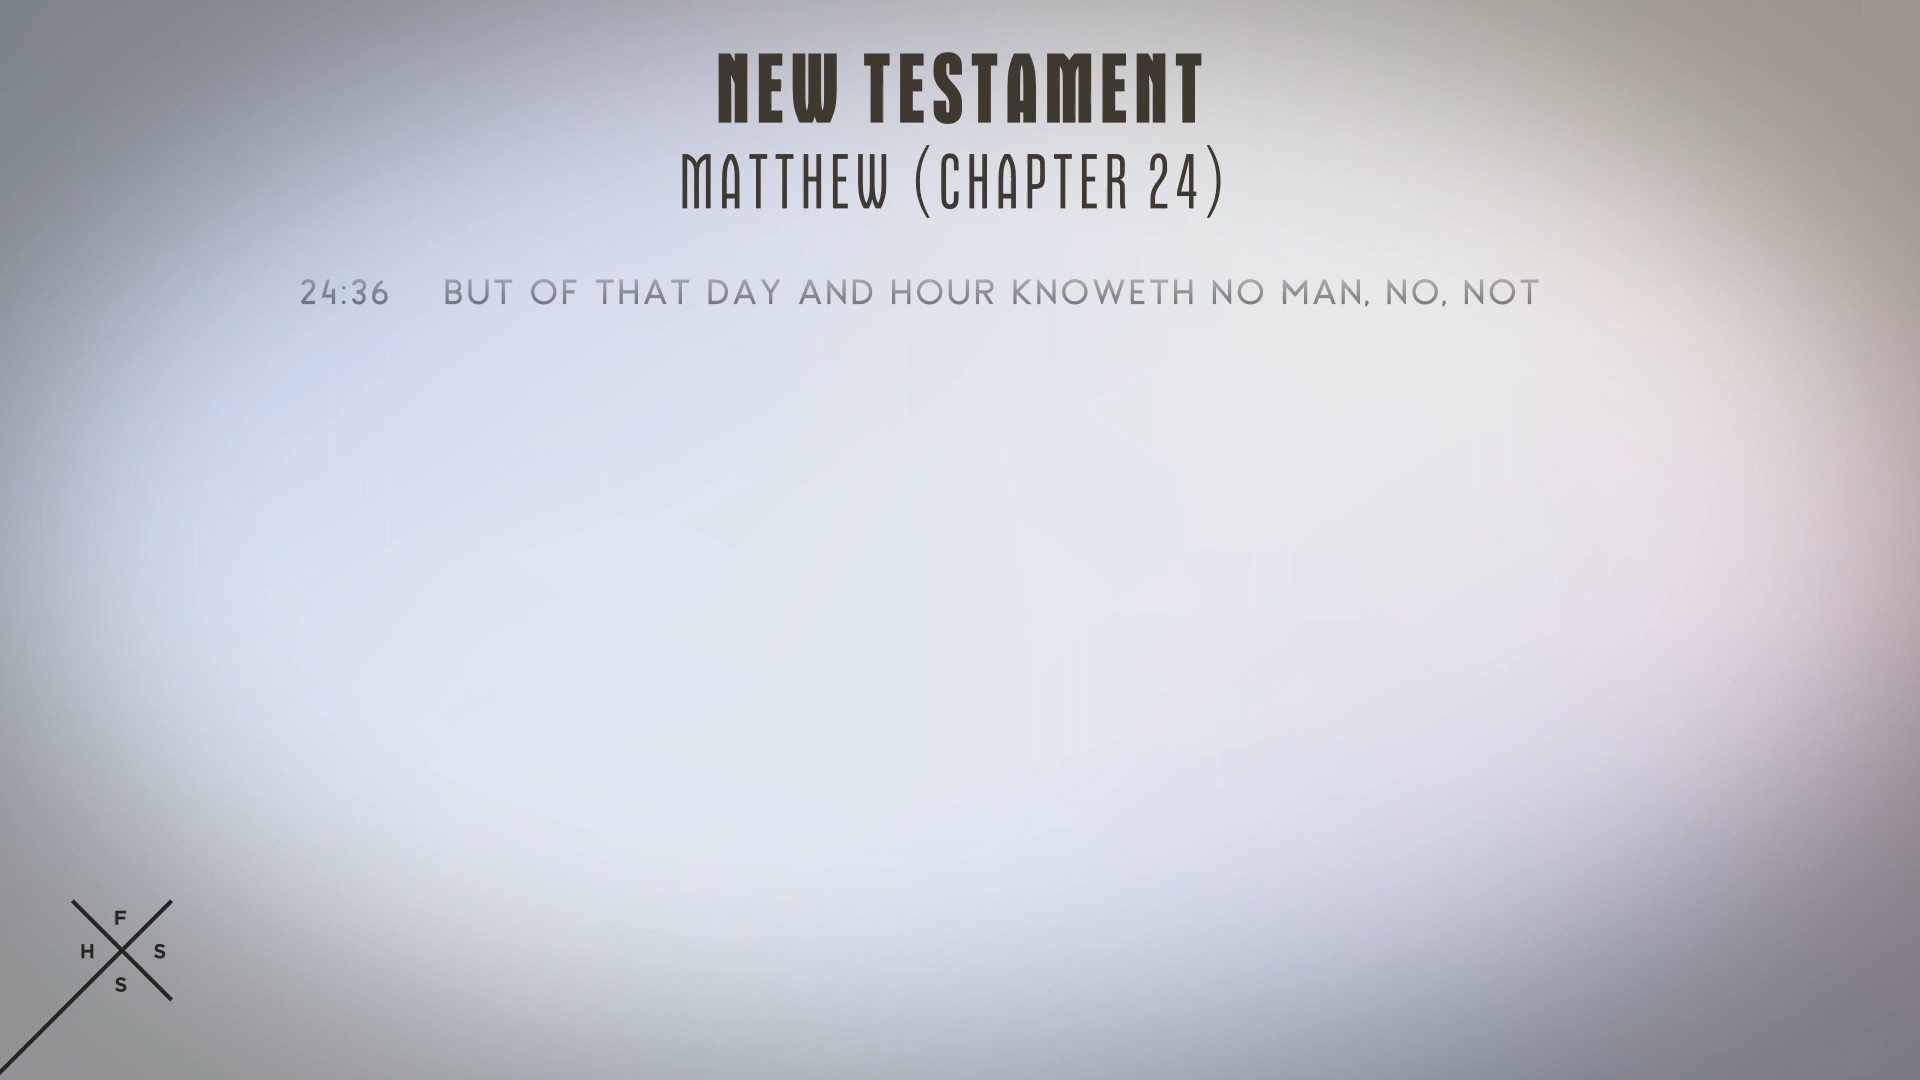 NEW TESTAMENT
MATTHEW (CHAPTER 24)
24:36 BUT OF THAT DAY AND HOUR KNOWETH NO MAN, NO, NOT
F
H S
S